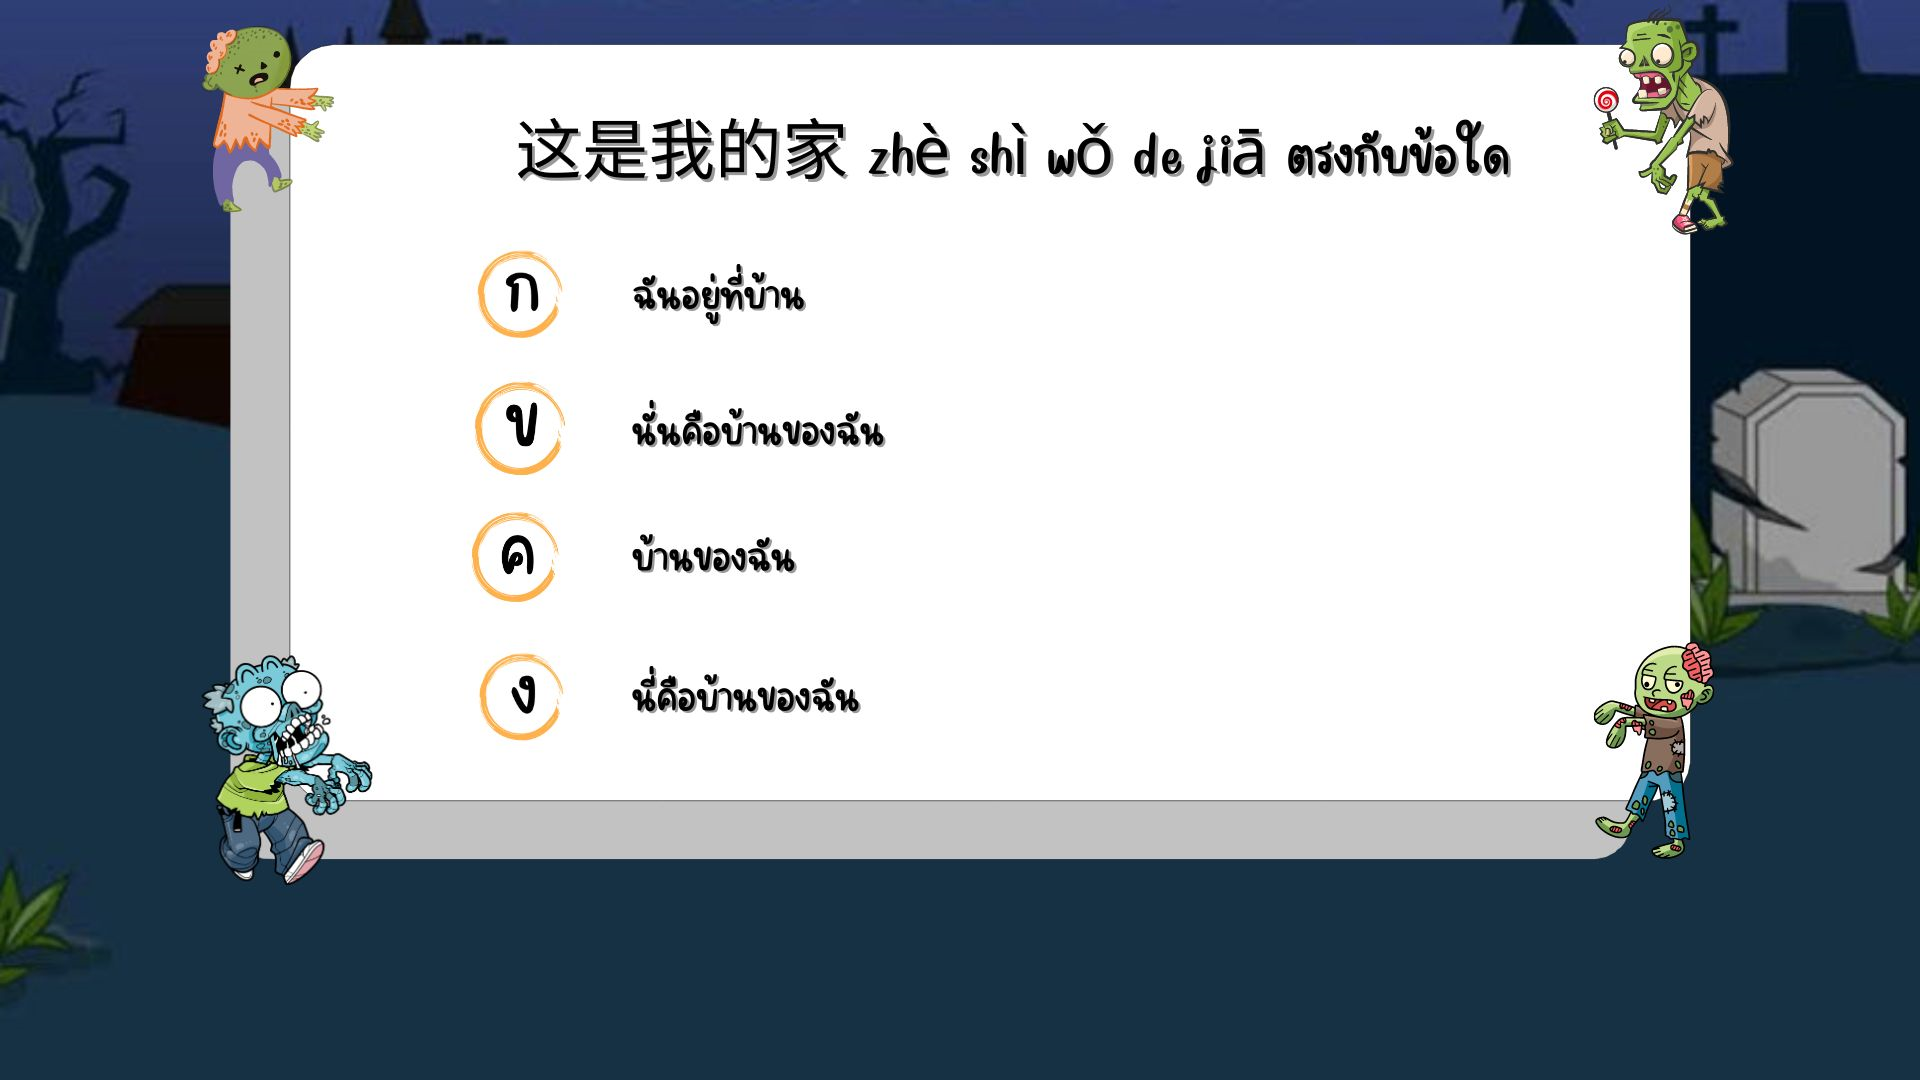 这是我的家 zhè shì wǒ de jiā ตรงกับข้อใด
ก ฉันอยู่ที่บ้าน
ข นั่นคือบ้านของฉัน
ค บ้านของฉัน
ง นี่คือบ้านของฉัน